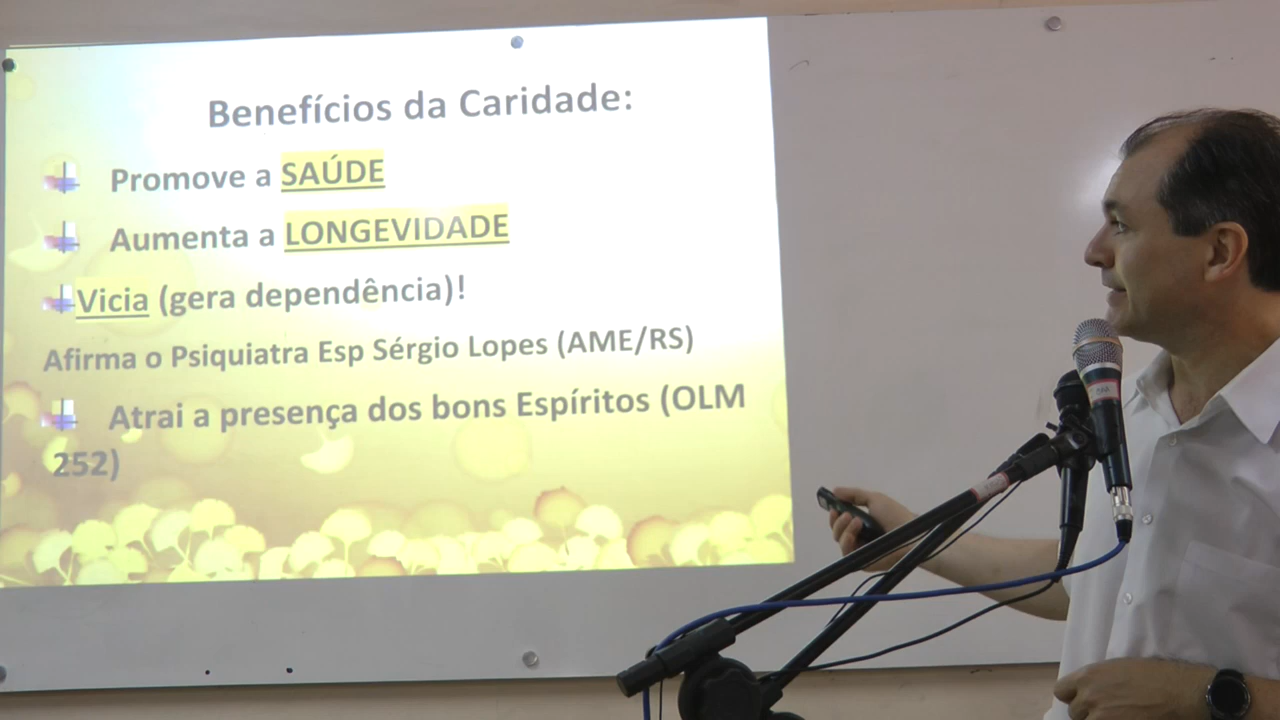 Benefícios da Caridade:
Promove a SAÚDE
Aumenta a LONGEVIDADE
Vicia (gera dependência)!
Afirma o Psiquiatra Esp Sérgio Lopes (AME/RS)
Atrai a presença dos bons Espíritos (OLM
252)